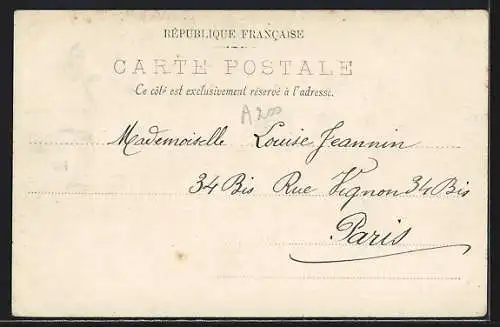 RÉPUBLIQUE FRANÇAISE
CARTE POSTALE
Ce côté est exclusivement réservé à l'adresse.
A200
Mademoiselle Louise Jeannin
34 Bis Rue Vignon 34 Bis
Paris